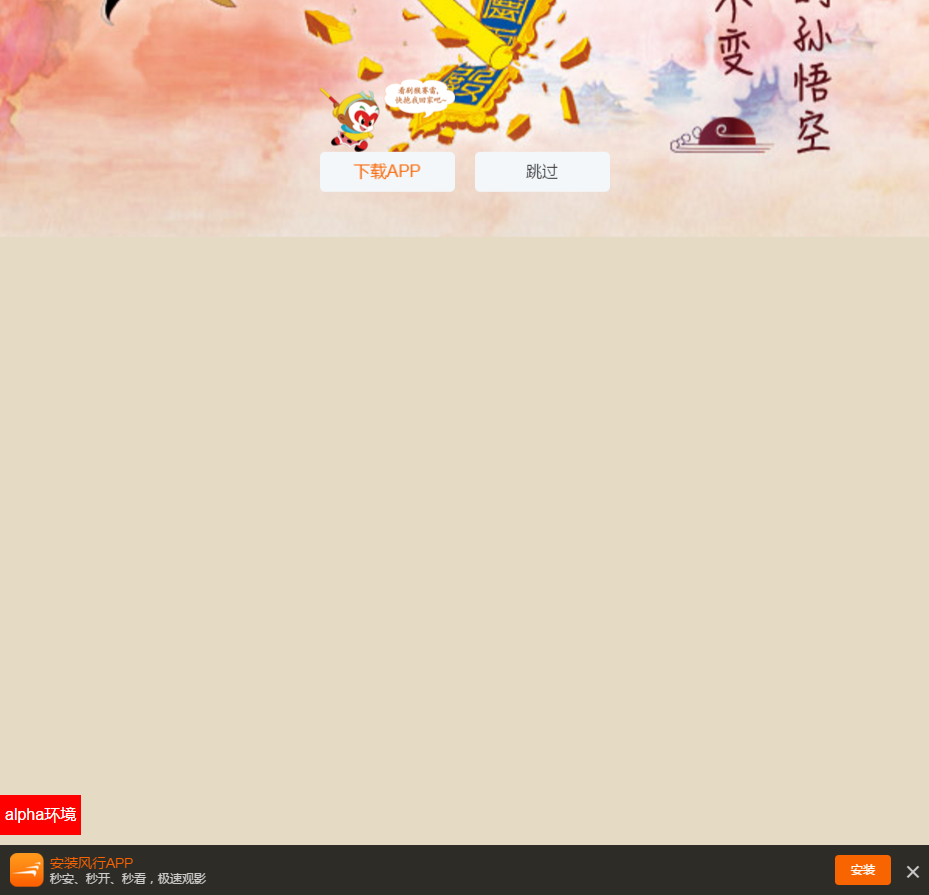 不变
的孙悟空
看到猴赛雷,
快抱我回家吧~
下载APP
跳过
alpha环境
安装风行APP
秒安、秒开、秒看，极速观影
安装